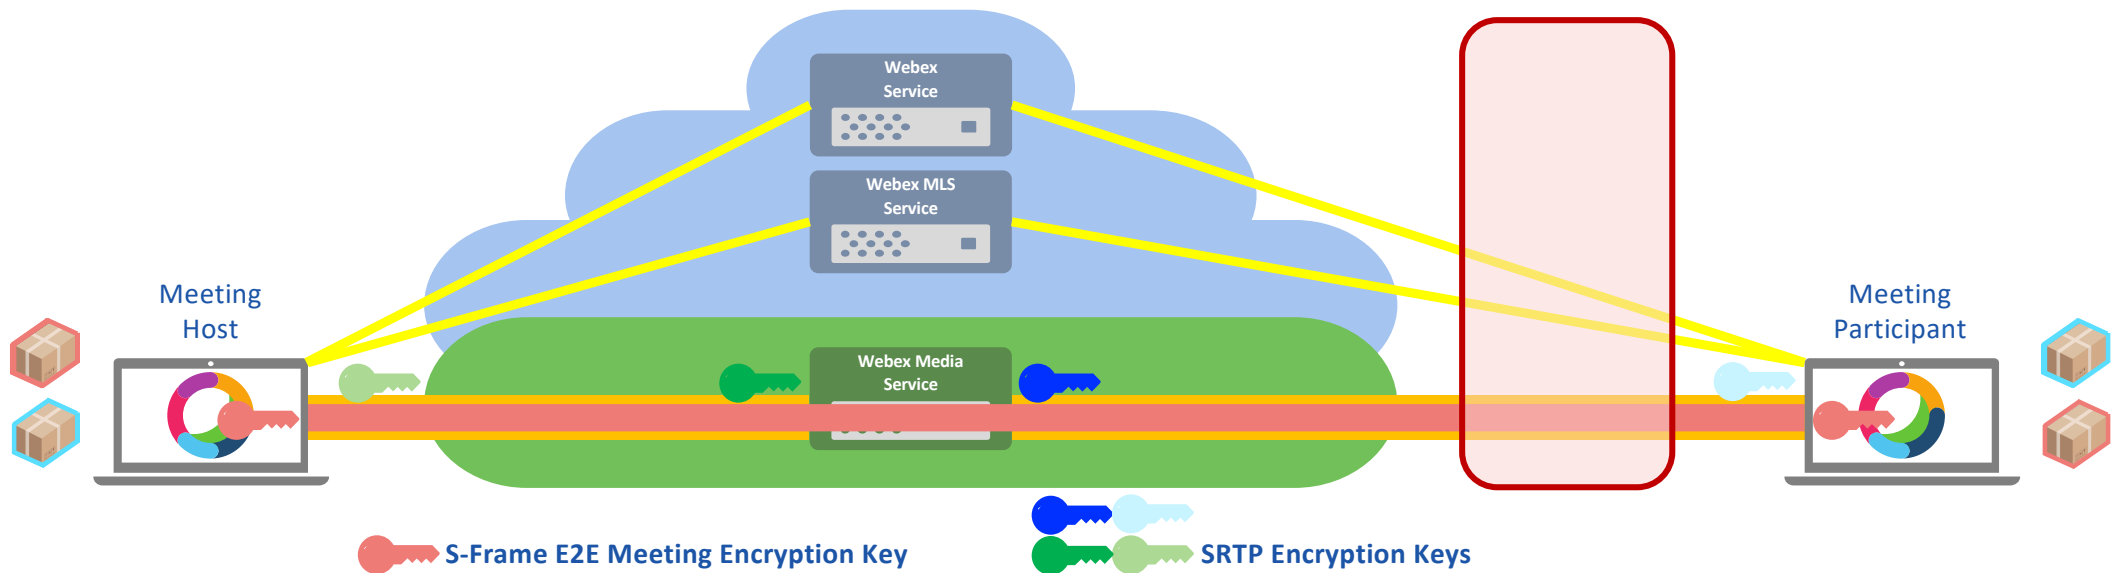 Webex
Service
Webex MLS
Service
Meeting
Host
Meeting
Participant
Webex Media
Service
S-Frame E2E Meeting Encryption Key
SRTP Encryption Keys